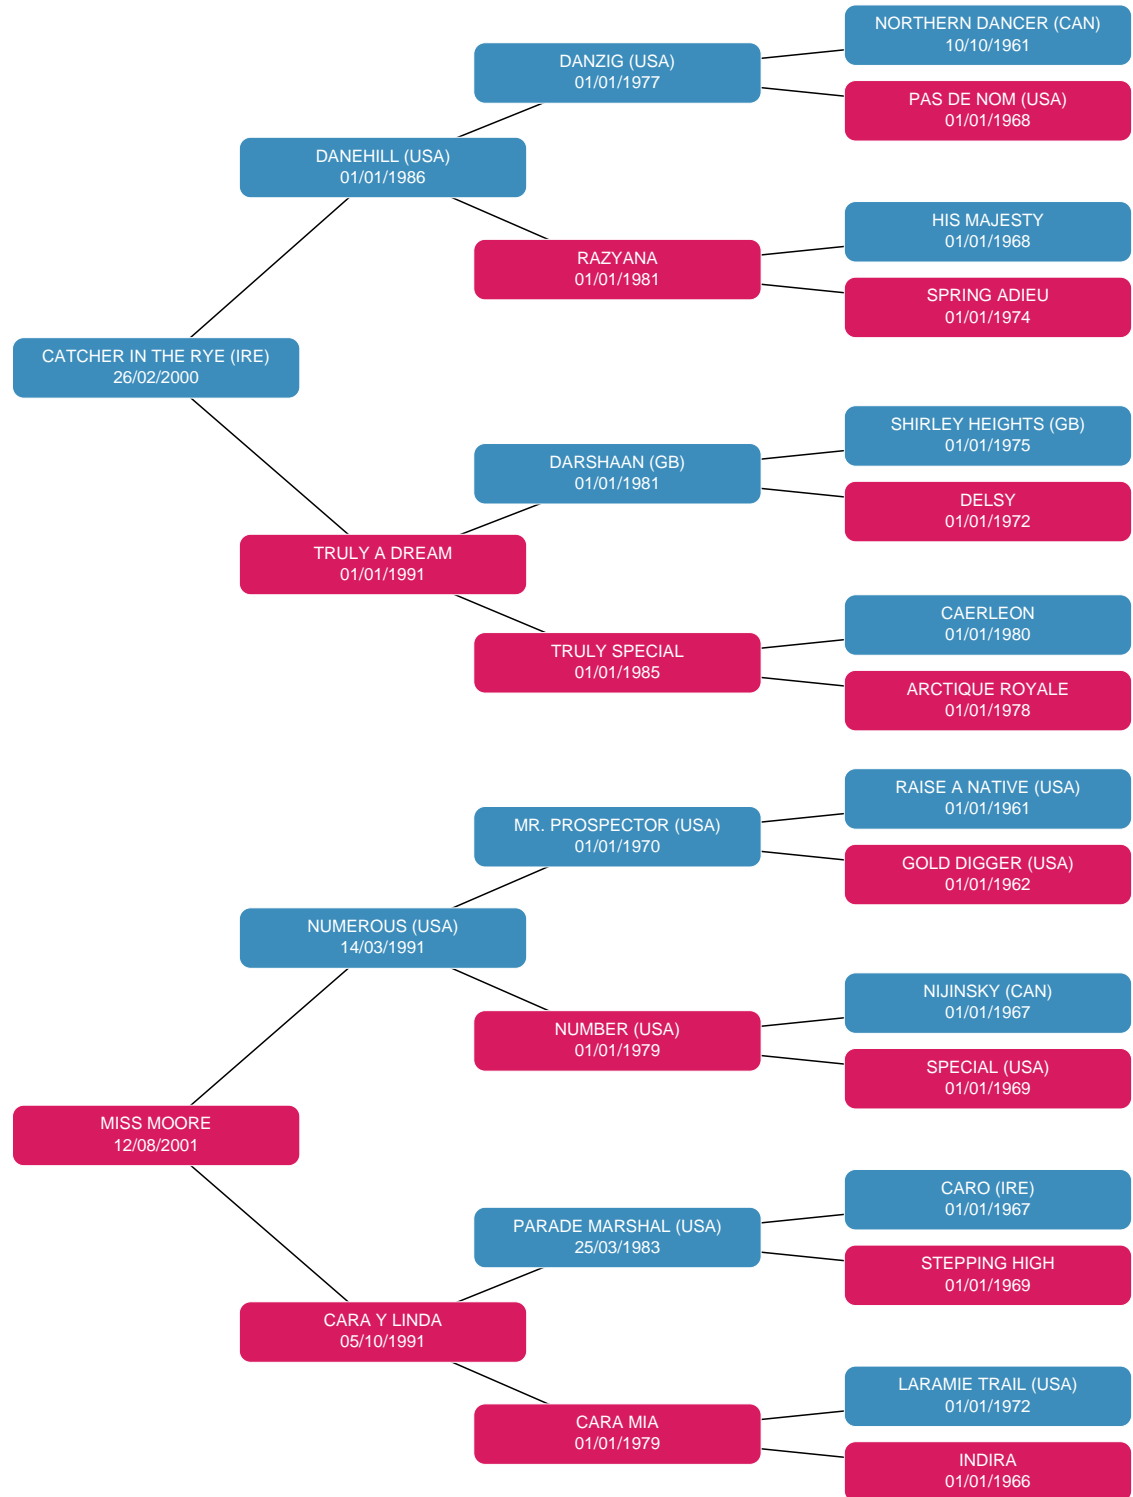 NORTHERN DANCER (CAN)
10/10/1961
DANZIG (USA)
01/01/1977
PAS DE NOM (USA)
01/01/1968
DANEHILL (USA)
01/01/1986
HIS MAJESTY
01/01/1968
RAZYANA
01/01/1981
SPRING ADIEU
01/01/1974
CATCHER IN THE RYE (IRE)
26/02/2000
SHIRLEY HEIGHTS (GB)
01/01/1975
DARSHAAN (GB)
01/01/1981
DELSY
01/01/1972
TRULY A DREAM
01/01/1991
CAERLEON
01/01/1980
TRULY SPECIAL
01/01/1985
ARCTIQUE ROYALE
01/01/1978
RAISE A NATIVE (USA)
01/01/1961
MR. PROSPECTOR (USA)
01/01/1970
GOLD DIGGER (USA)
01/01/1962
NUMEROUS (USA)
14/03/1991
NIJINSKY (CAN)
01/01/1967
NUMBER (USA)
01/01/1979
SPECIAL (USA)
01/01/1969
MISS MOORE
12/08/2001
CARO (IRE)
01/01/1967
PARADE MARSHAL (USA)
25/03/1983
STEPPING HIGH
01/01/1969
CARA Y LINDA
05/10/1991
LARAMIE TRAIL (USA)
01/01/1972
CARA MIA
01/01/1979
INDIRA
01/01/1966